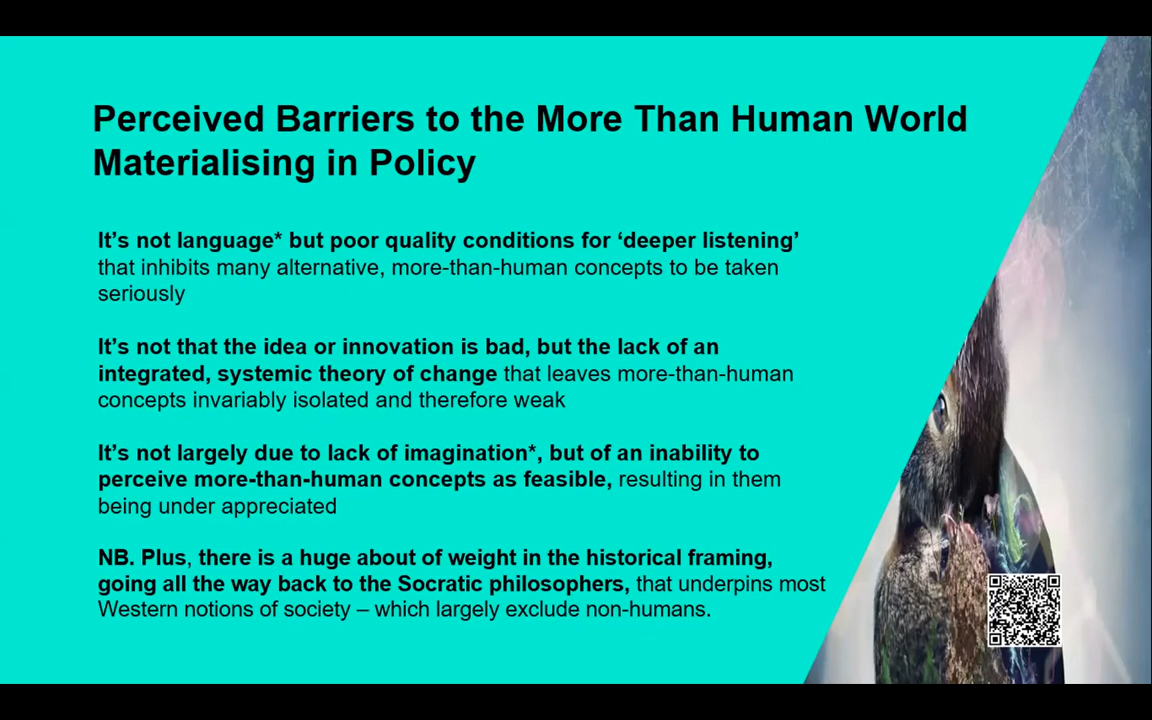 Perceived Barriers to the More Than Human World
Materialising in Policy
It's not language* but poor quality conditions for ‘deeper listening’
that inhibits many alternative, more-than-human concepts to be taken
seriously
It's not that the idea or innovation is bad, but the lack of an
integrated, systemic theory of change that leaves more-than-human
concepts invariably isolated and therefore weak
It's not largely due to lack of imagination*, but of an inability to
perceive more-than-human concepts as feasible, resulting in them
being under appreciated
NB. Plus, there is a huge about of weight in the historical framing,
going all the way back to the Socratic philosophers, that underpins most
Western notions of society – which largely exclude non-humans.